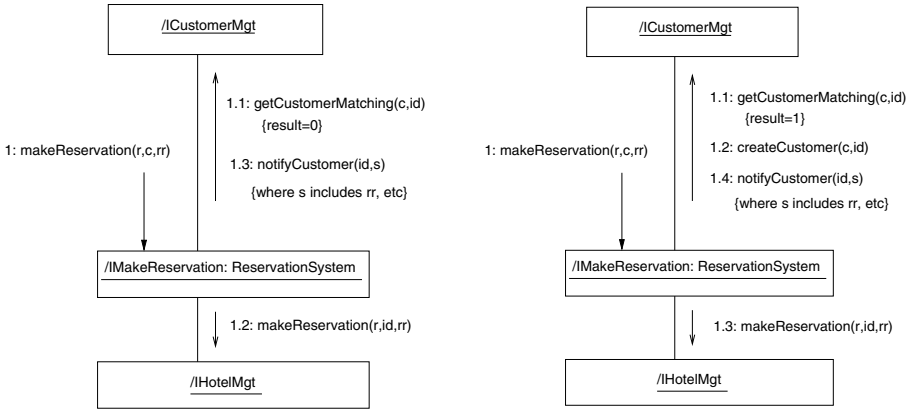 /ICustomerMgt
1.1: getCustomerMatching(c,id)
{result=0}
1: makeReservation(r,c,rr)
1.3: notifyCustomer(id,s)
{where s includes rr, etc}
/IMakeReservation: ReservationSystem
1.2: makeReservation(r,id,rr)
/IHotelMgt
/ICustomerMgt
1.1: getCustomerMatching(c,id)
{result=1}
1: makeReservation(r,c,rr)
1.2: createCustomer(c,id)
1.4: notifyCustomer(id,s)
{where s includes rr, etc}
/IMakeReservation: ReservationSystem
1.3: makeReservation(r,id,rr)
/IHotelMgt